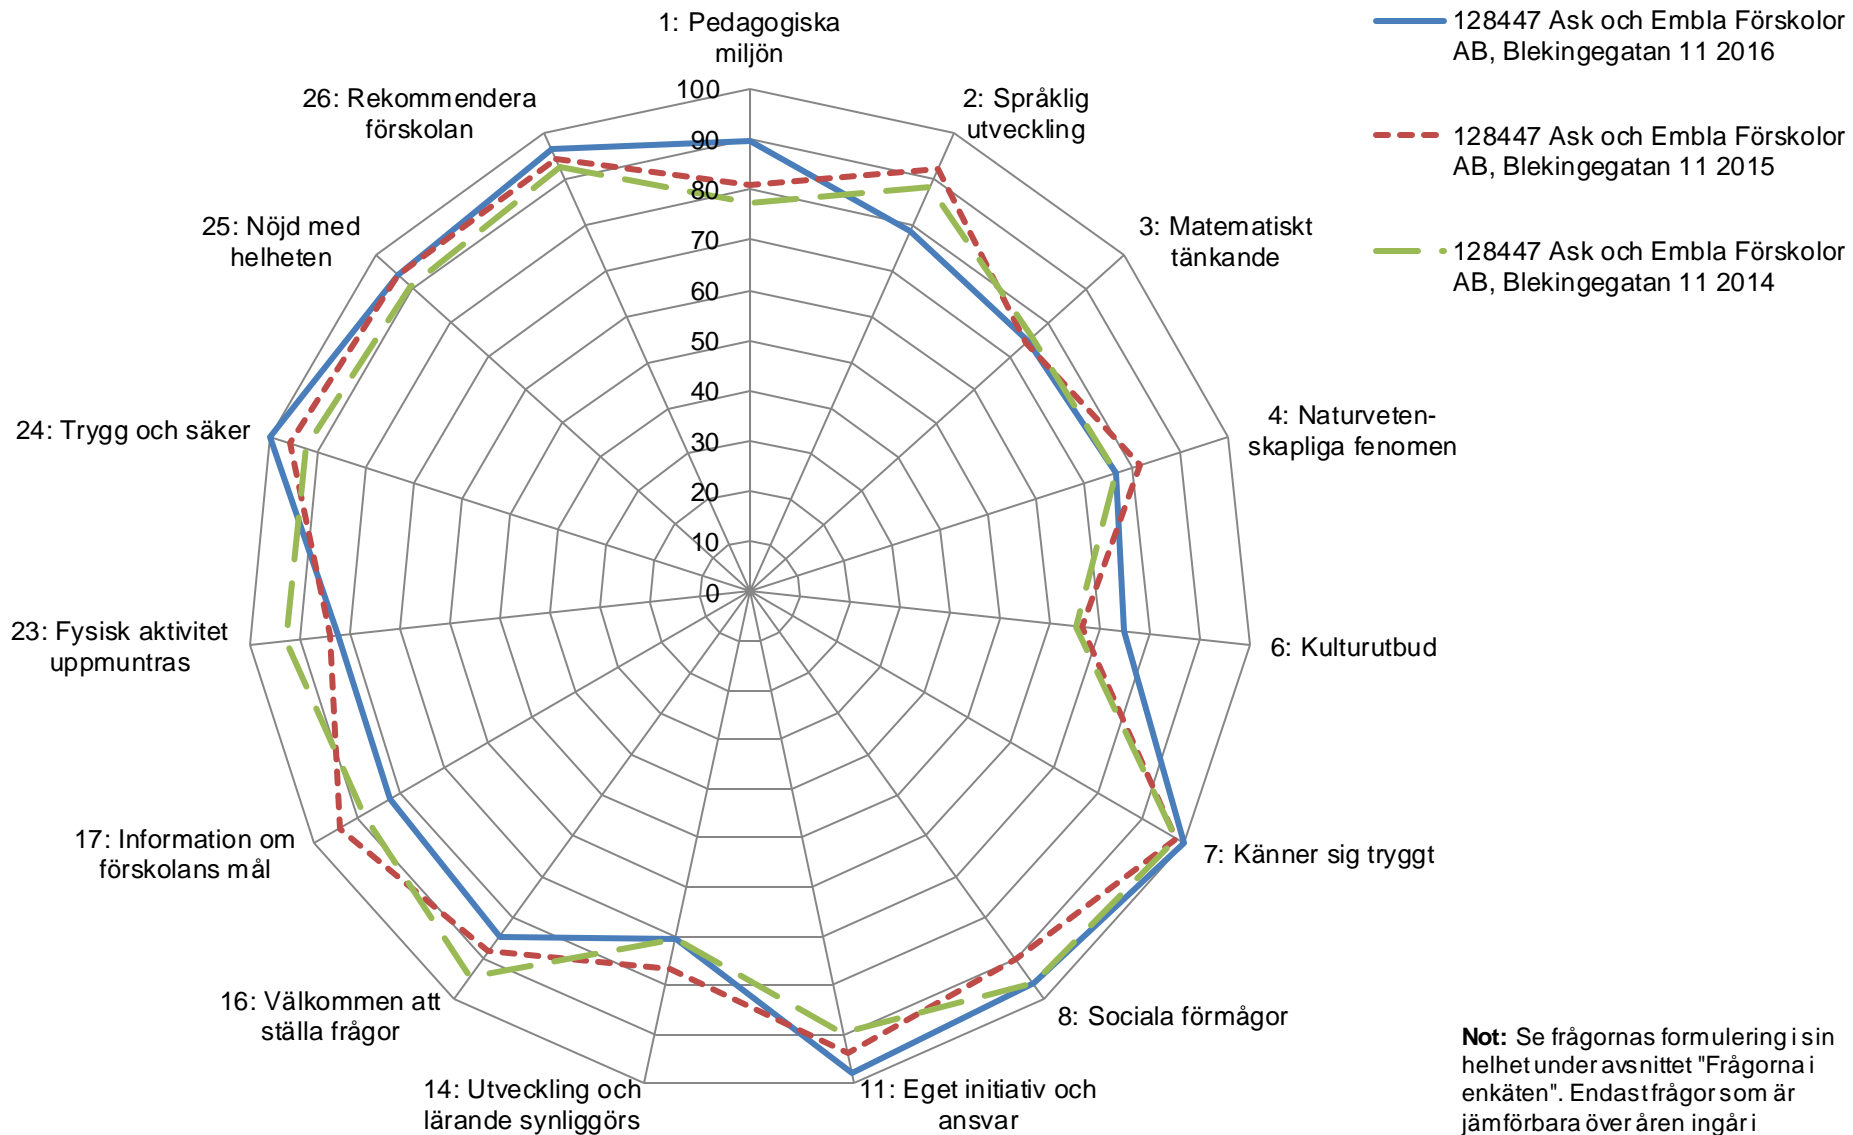 1: Pedagogiska
miljön
2: Språklig
utveckling
3: Matematiskt
tänkande
4: Naturveten-
skapliga fenomen
6: Kulturutbud
7: Känner sig tryggt
8: Sociala förmågor
11: Eget initiativ och
ansvar
14: Utveckling och
lärande synliggörs
16: Välkommen att
ställa frågor
17: Information om
förskolans mål
23: Fysisk aktivitet
uppmuntras
24: Trygg och säker
25: Nöjd med
helheten
26: Rekommendera
förskolan
100
90
80
70
60
50
40
30
20
10
0
128447 Ask och Embla Förskolor
AB, Blekingegatan 11 2016
128447 Ask och Embla Förskolor
AB, Blekingegatan 11 2015
128447 Ask och Embla Förskolor
AB, Blekingegatan 11 2014
Not: Se frågornas formulering i sin
helhet under avsnittet "Frågorna i
enkäten". Endast frågor som är
jämförbara över åren ingår i